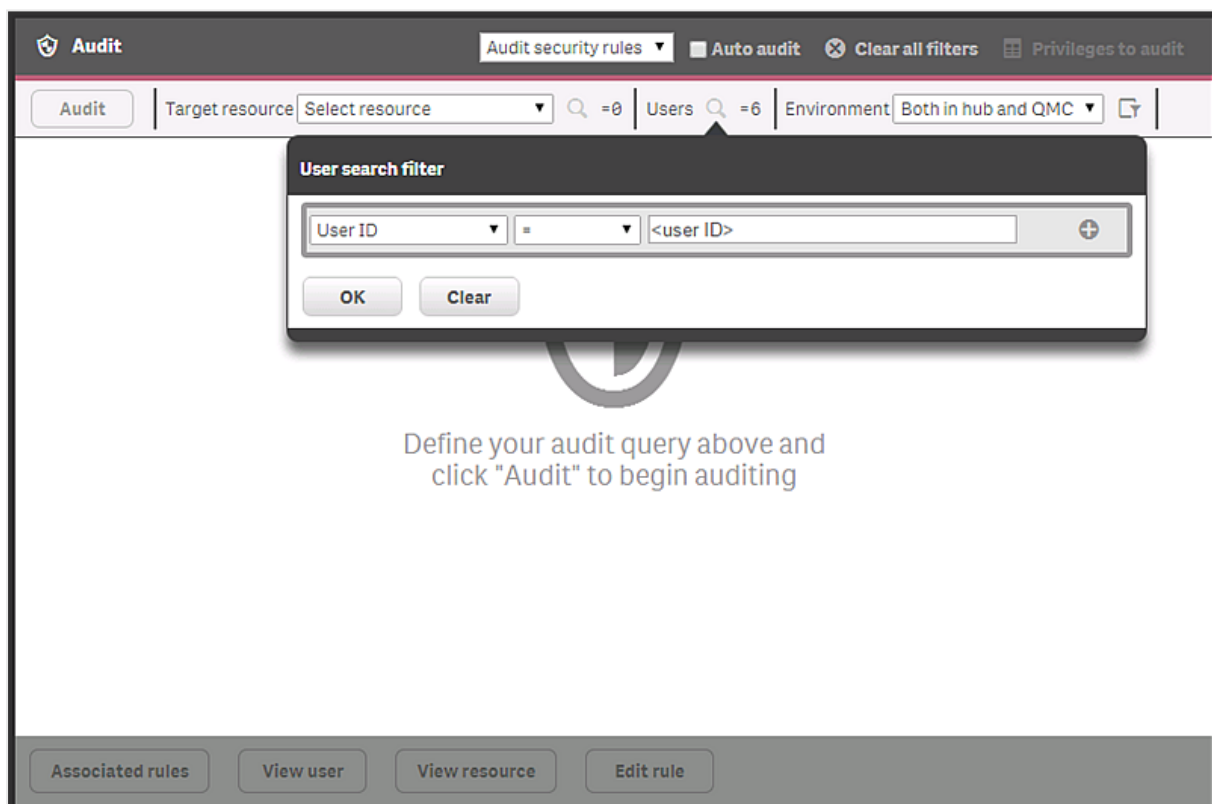 Audit Audit security rules Auto audit Clear all filters Privileges to audit
Audit Target resource Select resource =0 Users =6 Environment Both in hub and QMC
User search filter
User ID = <user ID>
OK Clear
Define your audit query above and
click "Audit" to begin auditing
Associated rules View user View resource Edit rule